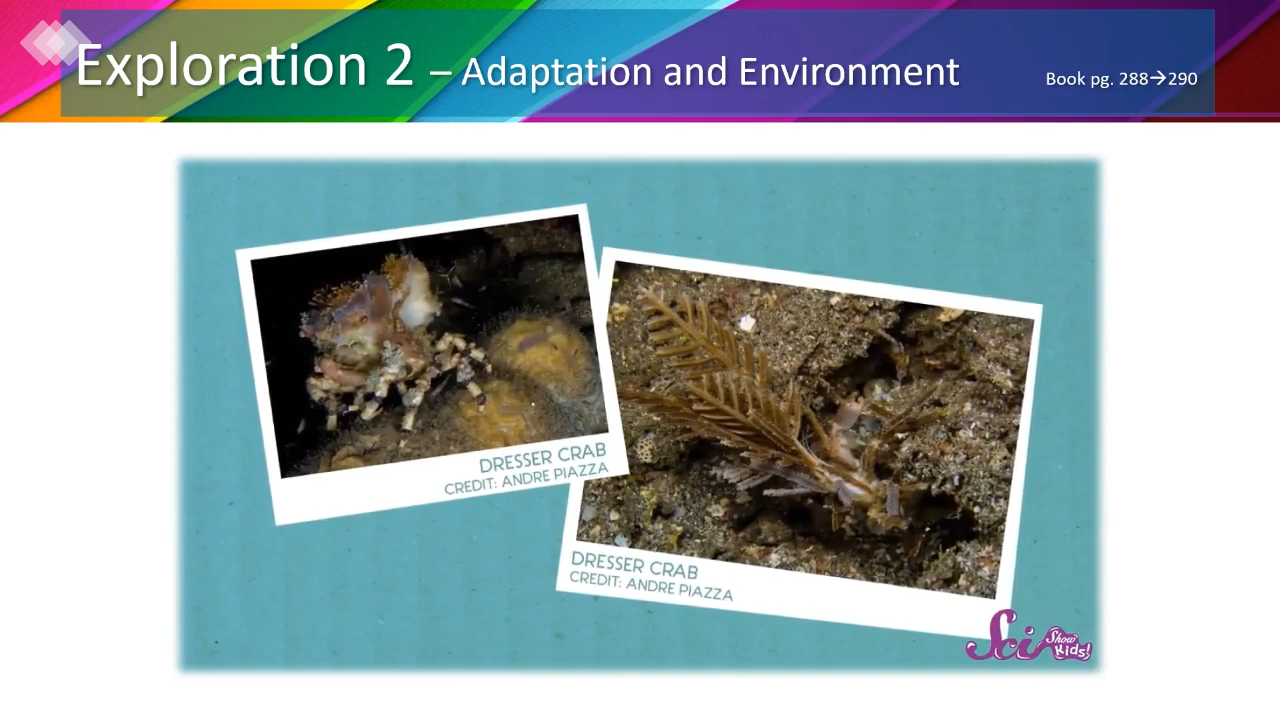 Exploration 2 – Adaptation and Environment
Book pg. 288→290
DRESSER CRAB
CREDIT: ANDRE PIAZZA
DRESSER CRAB
CREDIT: ANDRE PIAZZA
Sci Show Kids!